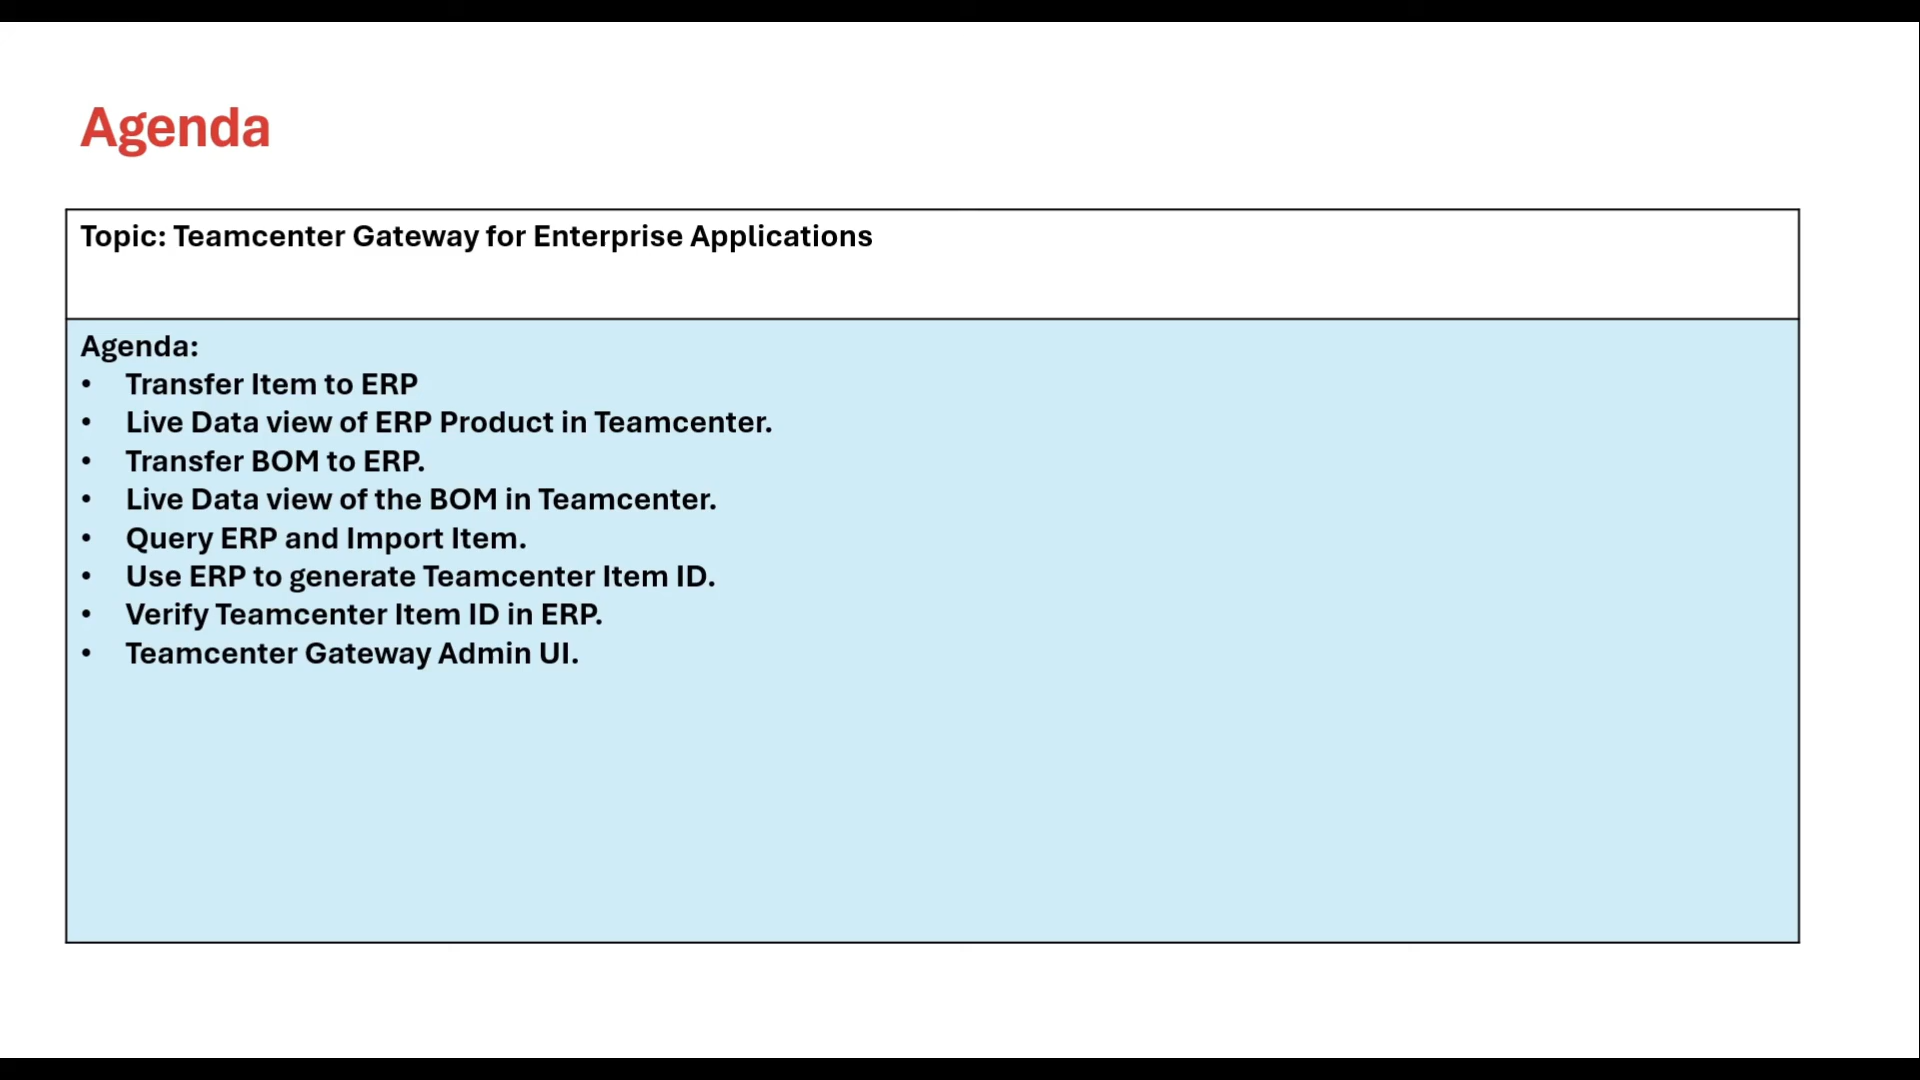 Agenda
Topic: Teamcenter Gateway for Enterprise Applications
Agenda:
• Transfer Item to ERP
• Live Data view of ERP Product in Teamcenter.
• Transfer BOM to ERP.
• Live Data view of the BOM in Teamcenter.
• Query ERP and Import Item.
• Use ERP to generate Teamcenter Item ID.
• Verify Teamcenter Item ID in ERP.
• Teamcenter Gateway Admin UI.